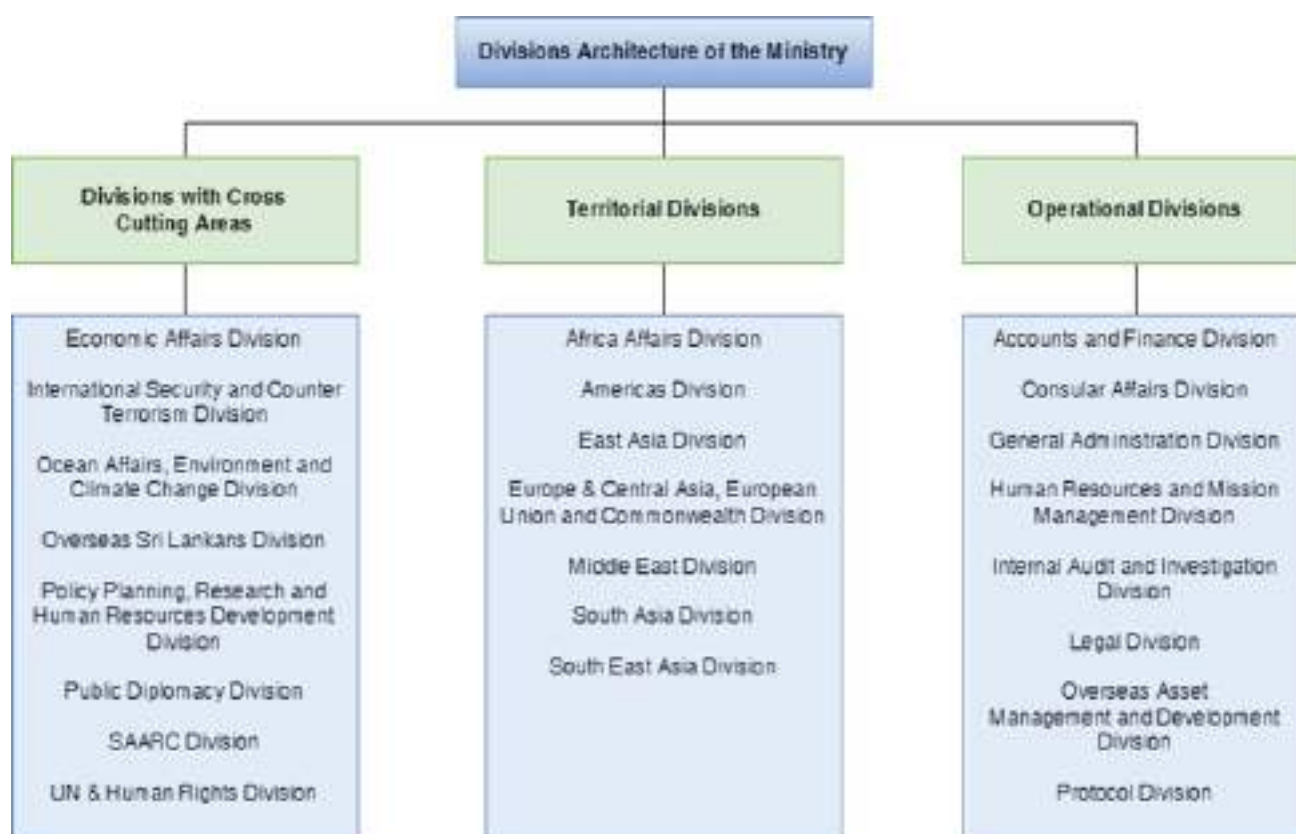 Divisions Architecture of the Ministry
Divisions with Cross
Cutting Areas
Economic Affairs Division
International Security and Counter
Terrorism Division
Ocean Affairs, Environment and
Climate Change Division
Overseas Sri Lankans Division
Policy Planning, Research and
Human Resources Development
Division
Public Diplomacy Division
SAARC Division
UN & Human Rights Division
Territorial Divisions
Africa Affairs Division
Americas Division
East Asia Division
Europe & Central Asia, European
Union and Commonwealth Division
Middle East Division
South Asia Division
South East Asia Division
Operational Divisions
Accounts and Finance Division
Consular Affairs Division
General Administration Division
Human Resources and Mission
Management Division
Internal Audit and Investigation
Division
Legal Division
Overseas Asset
Management and Development
Division
Protocol Division